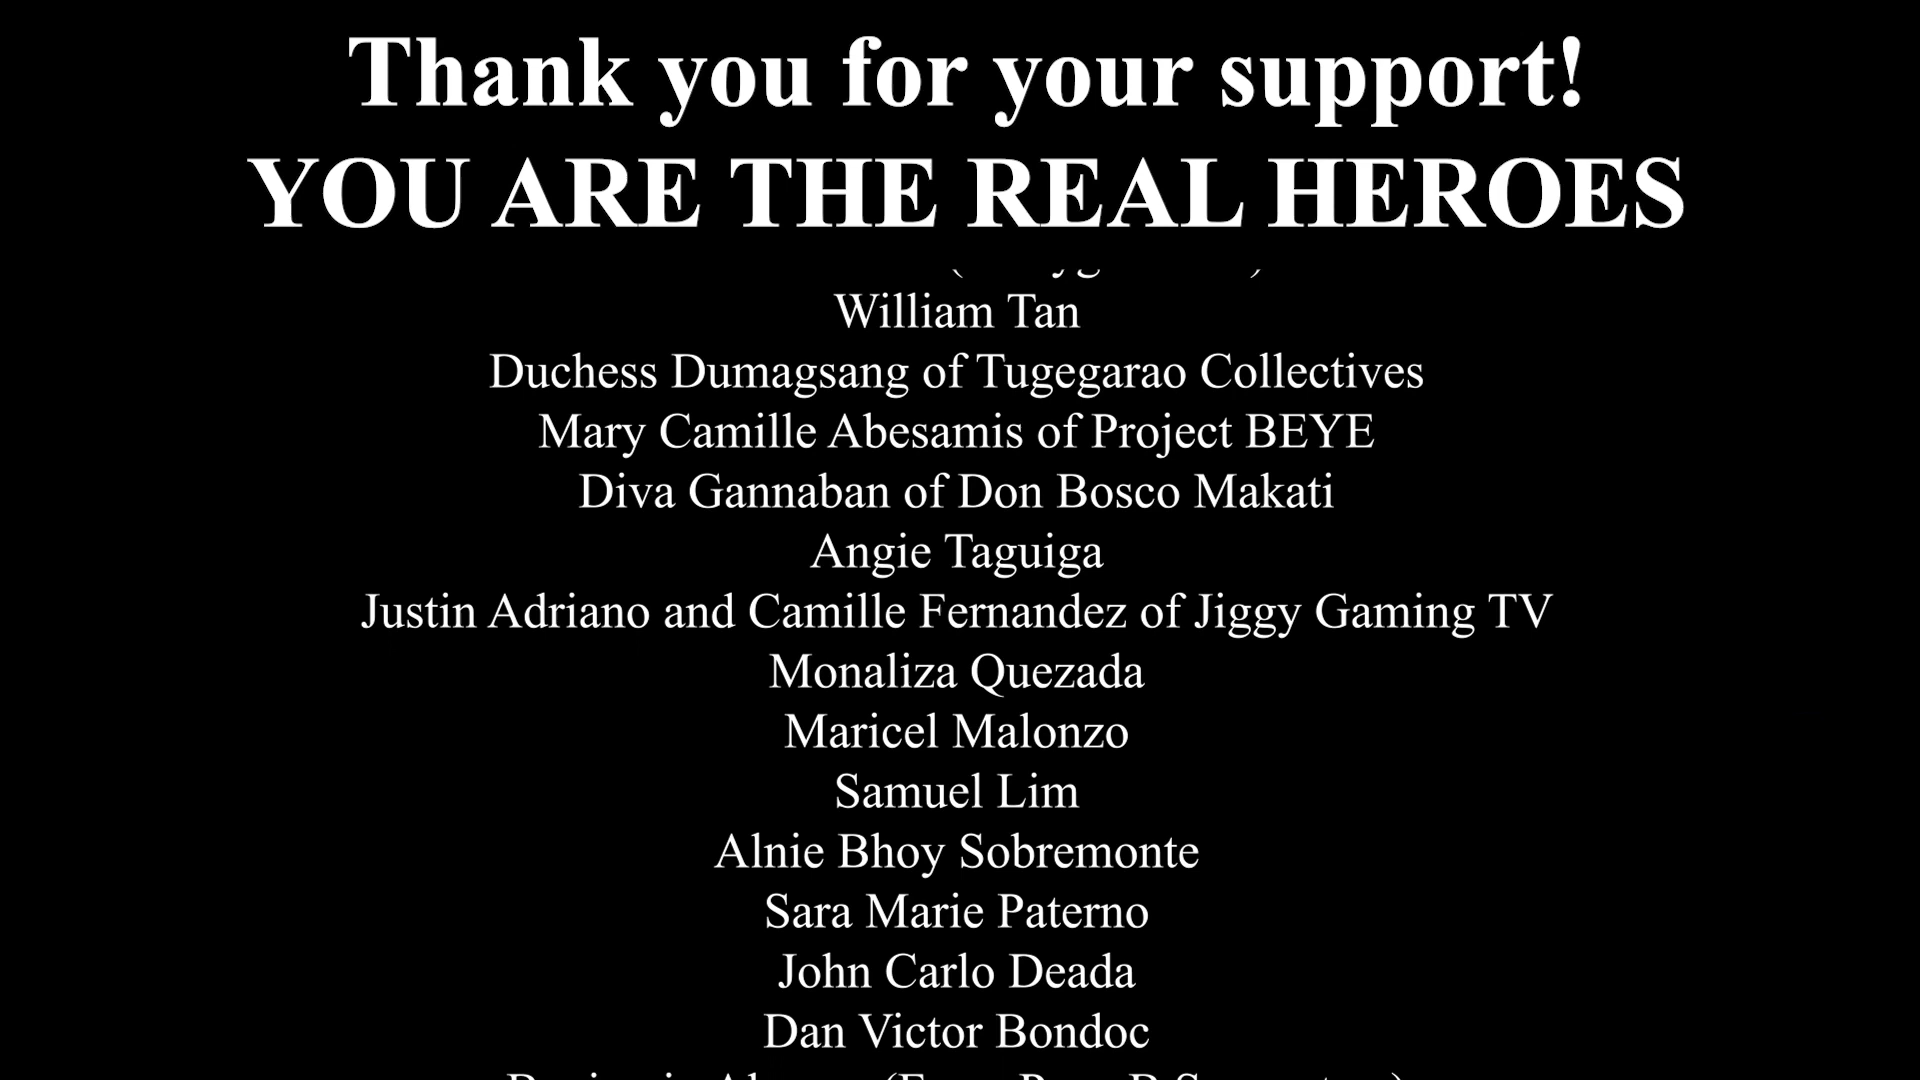 Thank you for your support!
YOU ARE THE REAL HEROES
William Tan
Duchess Dumagsang of Tugegarao Collectives
Mary Camille Abesamis of Project BEYE
Diva Gannaban of Don Bosco Makati
Angie Taguiga
Justin Adriano and Camille Fernandez of Jiggy Gaming TV
Monaliza Quezada
Maricel Malonzo
Samuel Lim
Alnie Bhoy Sobremonte
Sara Marie Paterno
John Carlo Deada
Dan Victor Bondoc